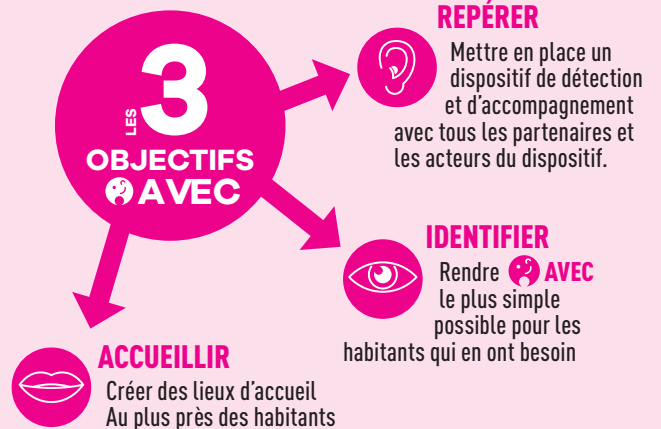 LES 3
OBJECTIFS
AVEC
REPÉRER
Mettre en place un
dispositif de détection
et d'accompagnement
avec tous les partenaires et
les acteurs du dispositif.
IDENTIFIER
Rendre AVEC
le plus simple
possible pour les
habitants qui en ont besoin
ACCUEILLIR
Créer des lieux d'accueil
Au plus près des habitants